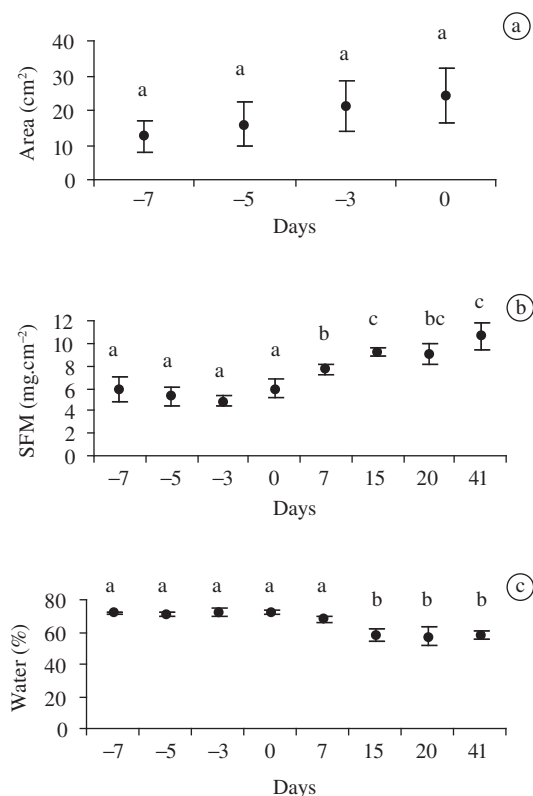 a
40
30
20
10
0
Area (cm²)
a a a a
−7 −5 −3 0
Days
b
12
10
8
6
4
2
0
SFM (mg.cm⁻²)
a a a a b c bc c
−7 −5 −3 0 7 15 20 41
Days
c
80
60
40
20
0
Water (%)
a a a a a b b b
−7 −5 −3 0 7 15 20 41
Days